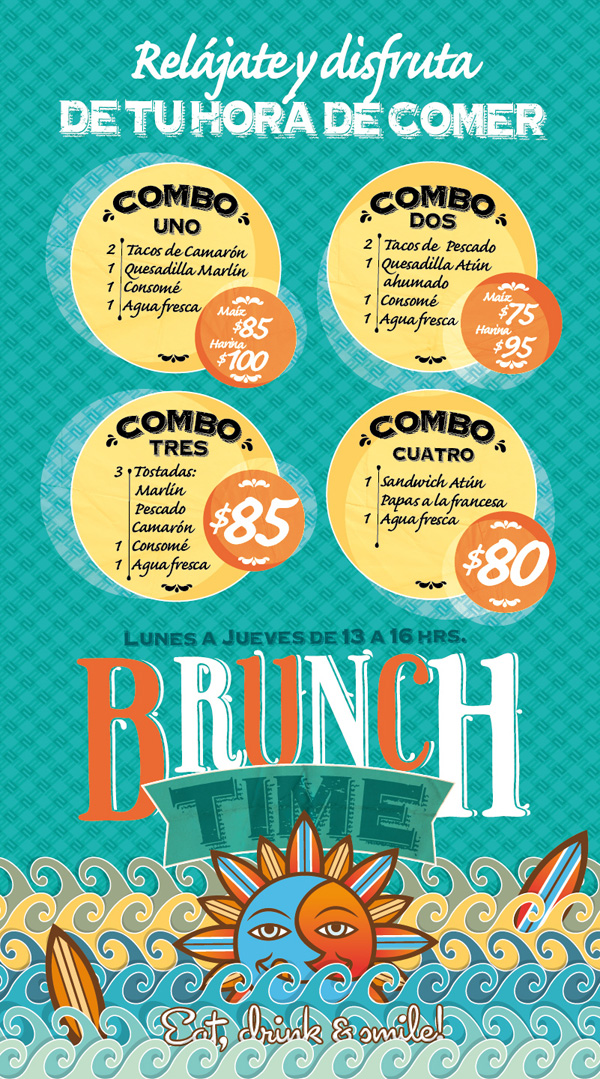 Relájate y disfruta
DE TU HORA DE COMER
COMBO
UNO
2 Tacos de Camarón
1 Quesadilla Marlín
1 Consomé
1 Agua fresca
Maíz
$85
Harina
$100
COMBO
DOS
2 Tacos de Pescado
1 Quesadilla Atún
ahumado
1 Consomé
1 Agua fresca
Maíz
$75
Harina
$95
COMBO
TRES
3 Tostadas:
Marlín
Pescado
Camarón
1 Consomé
1 Agua fresca
$85
COMBO
CUATRO
1 Sandwich Atún
Papas a la francesa
1 Agua fresca
$80
LUNES A JUEVES DE 13 A 16 HRS.
BRUNCH
TIME
Eat, drink & smile!